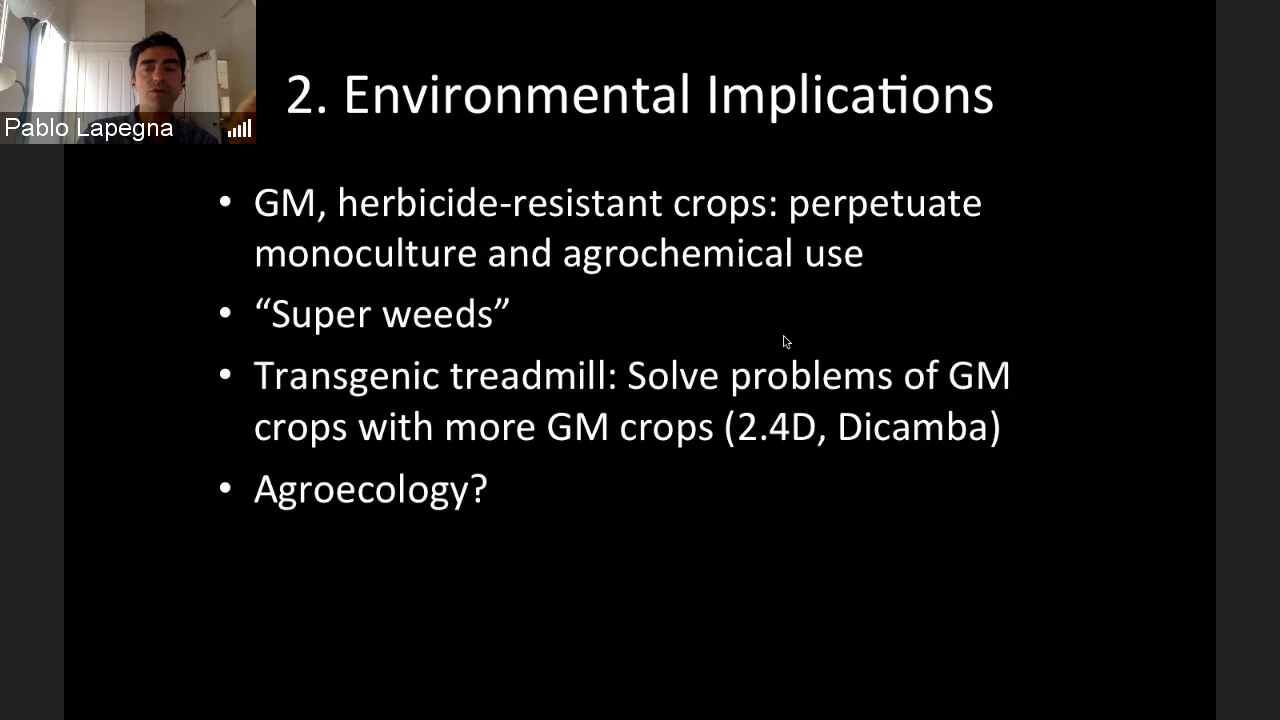 Pablo Lapegna
2. Environmental Implications
• GM, herbicide-resistant crops: perpetuate
monoculture and agrochemical use
• “Super weeds”
• Transgenic treadmill: Solve problems of GM
crops with more GM crops (2.4D, Dicamba)
• Agroecology?